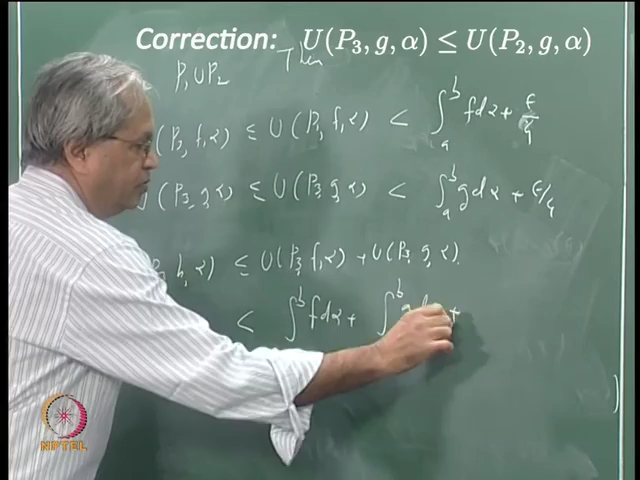 Correction: U(P₃, g, α) ≤ U(P₂, g, α)
Then
P₁ ∪ P₂
(P₃, f, α) ≤ U(P₁, f, α) < ∫ₐᵇ f dα + ε/4
U(P₃, g, α) ≤ U(P₃, g, α) < ∫ₐᵇ g dα + ε/4
P₃, h, α) ≤ U(P₃, f, α) + U(P₃, g, α).
< ∫ᵇ f dα + ∫ᵇ g +
NPTEL